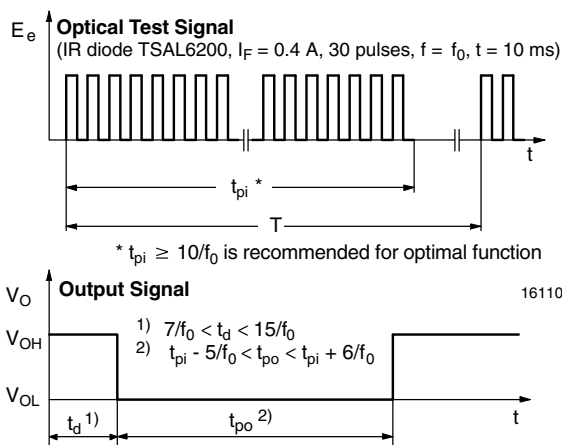 E_e Optical Test Signal
(IR diode TSAL6200, I_F = 0.4 A, 30 pulses, f = f_0, t = 10 ms)
t
t_pi *
T
* t_pi ≥ 10/f_0 is recommended for optimal function
V_O Output Signal 16110
V_OH 1) 7/f_0 < t_d < 15/f_0
2) t_pi - 5/f_0 < t_po < t_pi + 6/f_0
V_OL
t_d 1) t_po 2) t